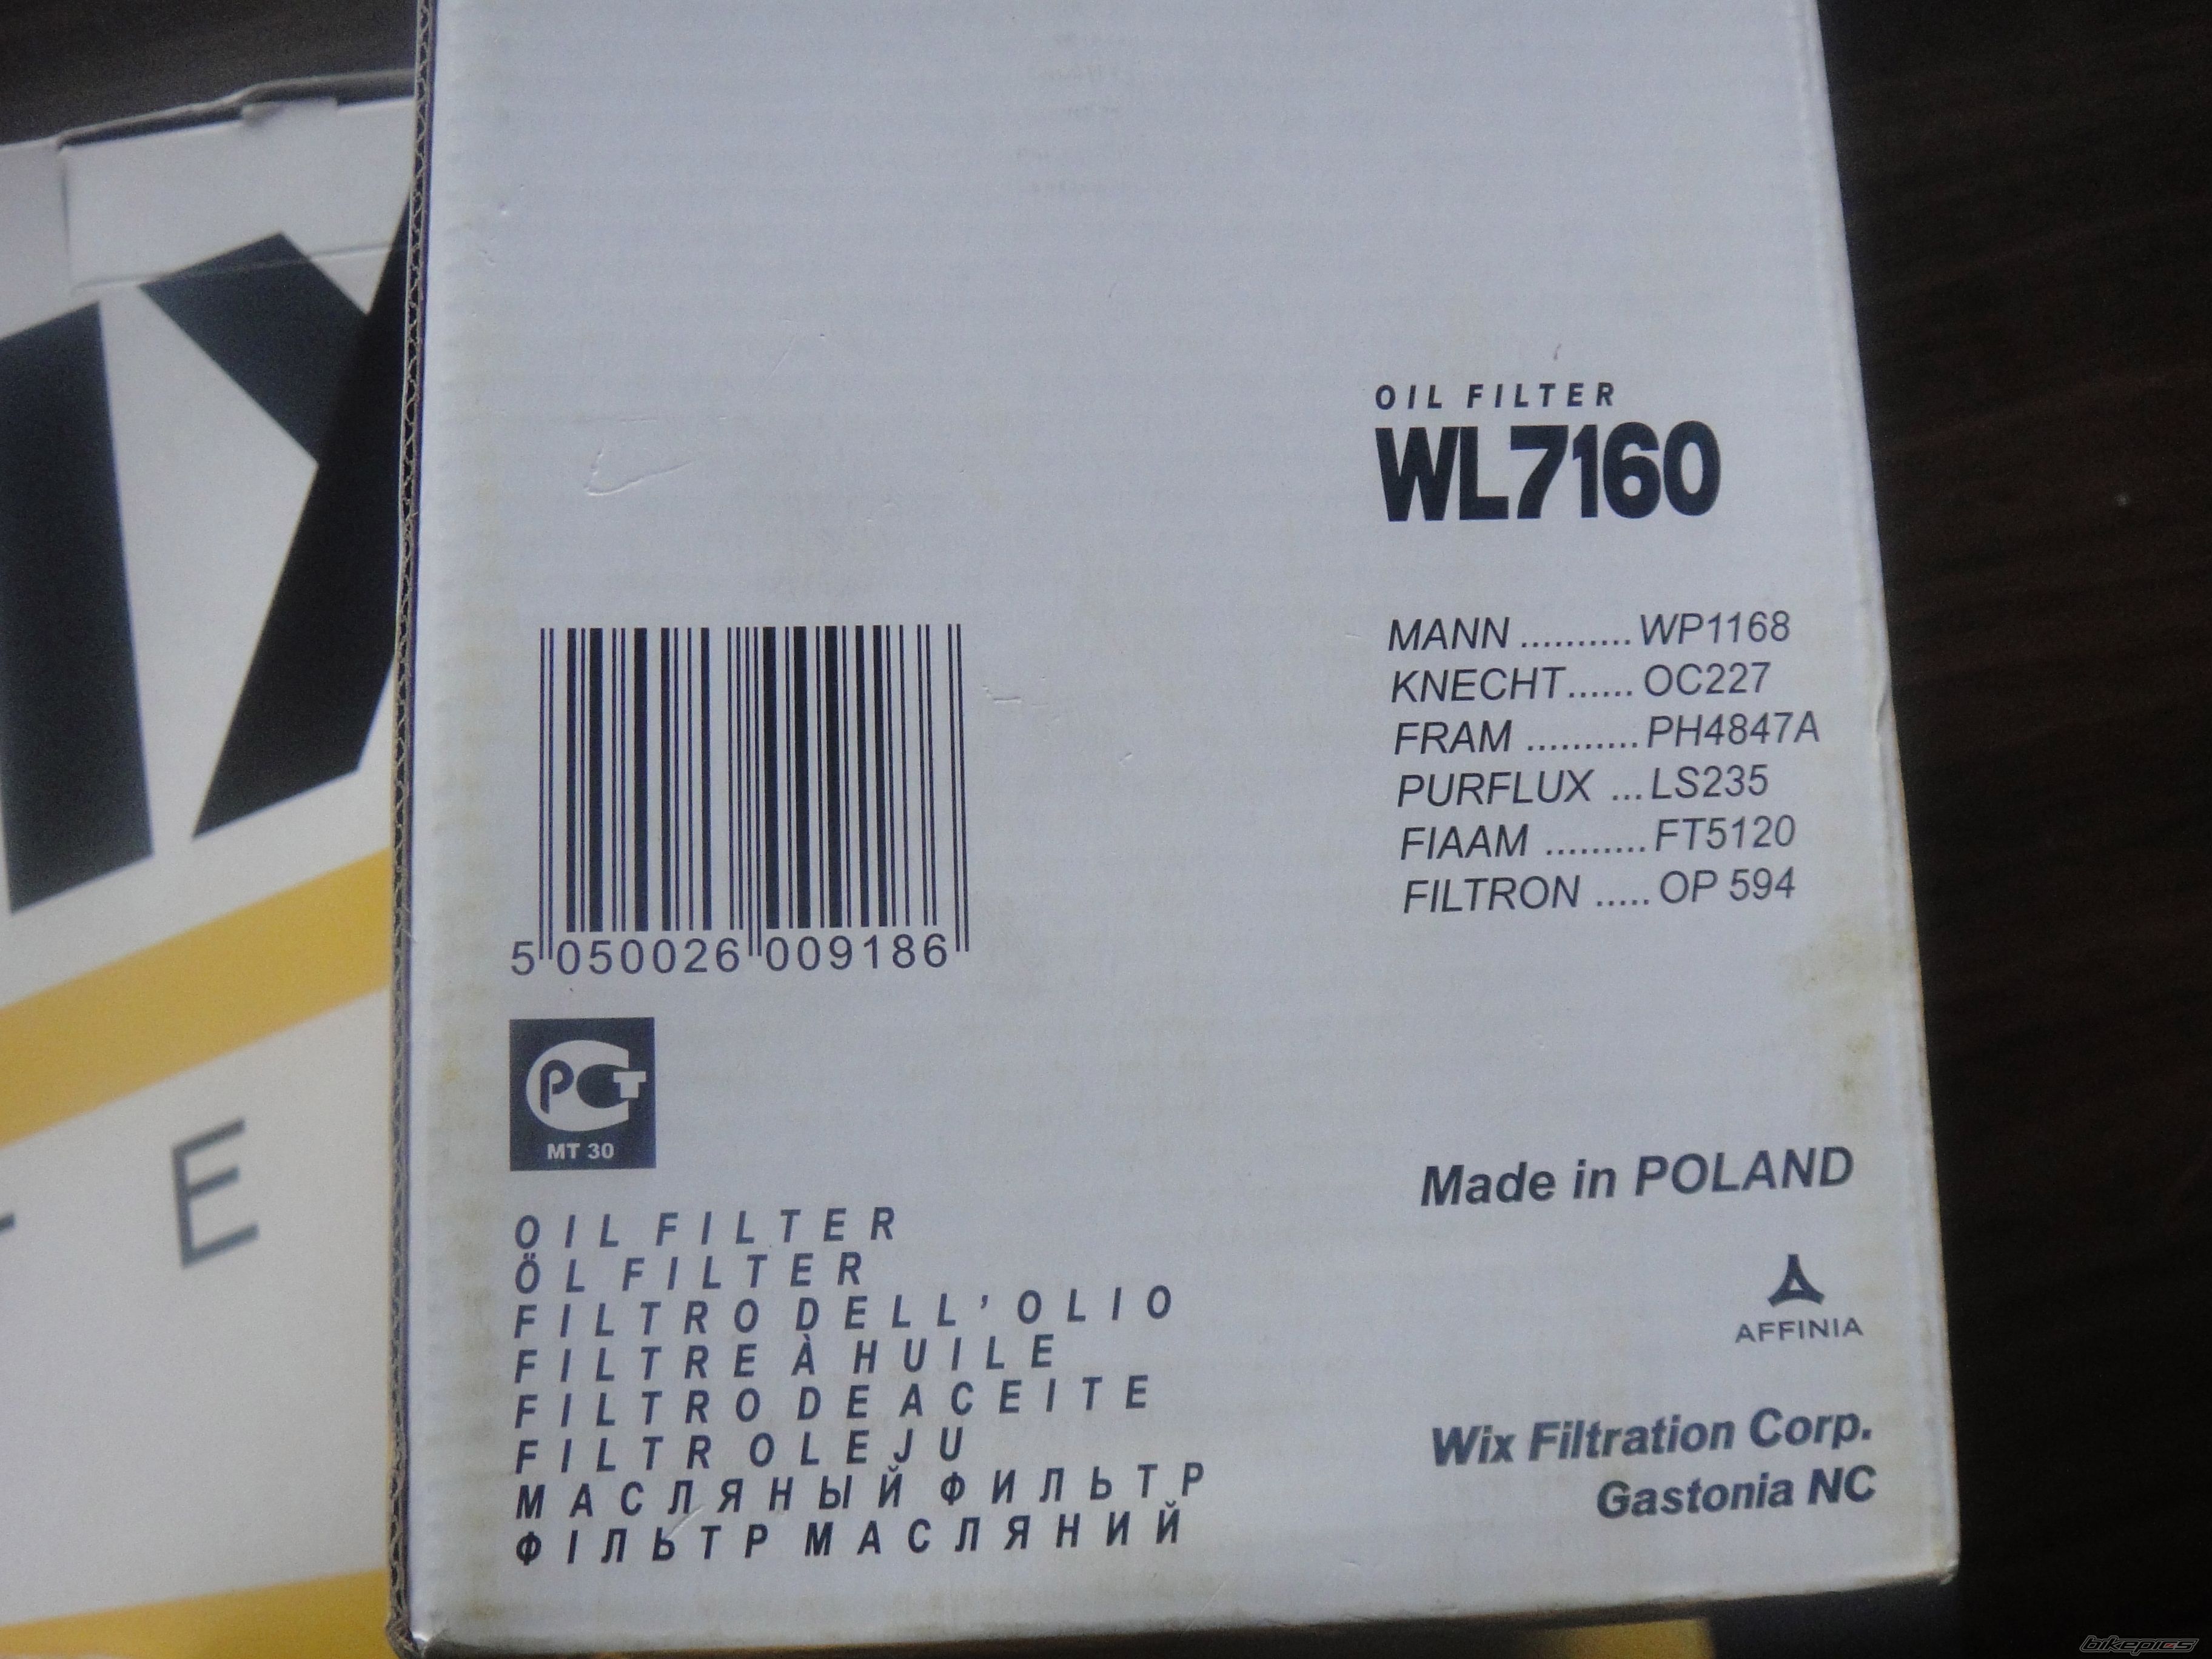 IX
E
OIL FILTER
WL7160
MANN ..........WP1168
KNECHT...... OC227
FRAM ..........PH4847A
PURFLUX ...LS235
FIAAM .........FT5120
FILTRON .....OP 594
5 050026 009186
PCT
MT 30
OIL FILTER
ÖL FILTER
FILTRO DELL'OLIO
FILTRE À HUILE
FILTRO DE ACEITE
FILTR OLEJU
МАСЛЯНЫЙ ФИЛЬТР
ФІЛЬТР МАСЛЯНИЙ
Made in POLAND
AFFINIA
Wix Filtration Corp.
Gastonia NC
bikepics